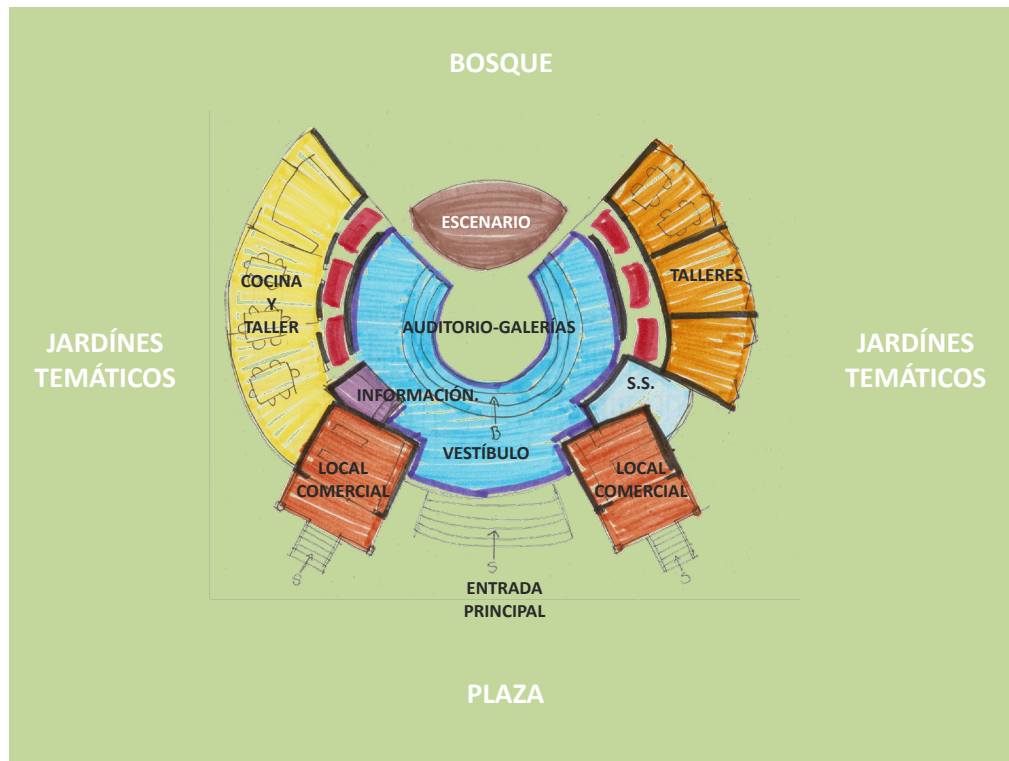 BOSQUE
ESCENARIO
COCINA
Y
TALLER
TALLERES
AUDITORIO-GALERÍAS
JARDÍNES
TEMÁTICOS
JARDÍNES
TEMÁTICOS
INFORMACIÓN.
S.S.
B
VESTÍBULO
LOCAL
COMERCIAL
LOCAL
COMERCIAL
S
S
S
ENTRADA
PRINCIPAL
PLAZA